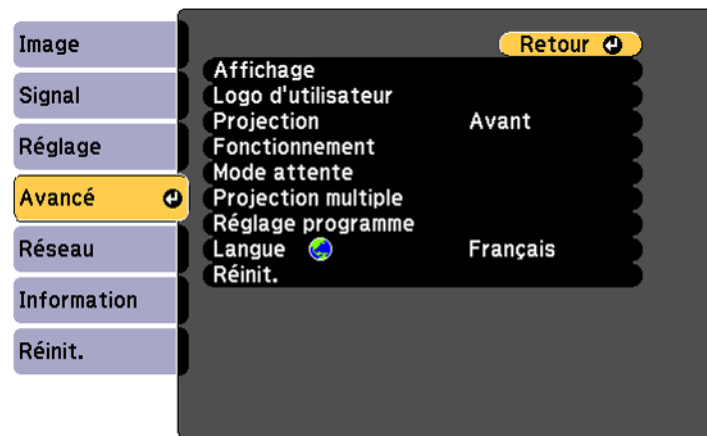 Image
Signal
Réglage
Avancé
Réseau
Information
Réinit.
Retour
Affichage
Logo d'utilisateur
Projection Avant
Fonctionnement
Mode attente
Projection multiple
Réglage programme
Langue Français
Réinit.